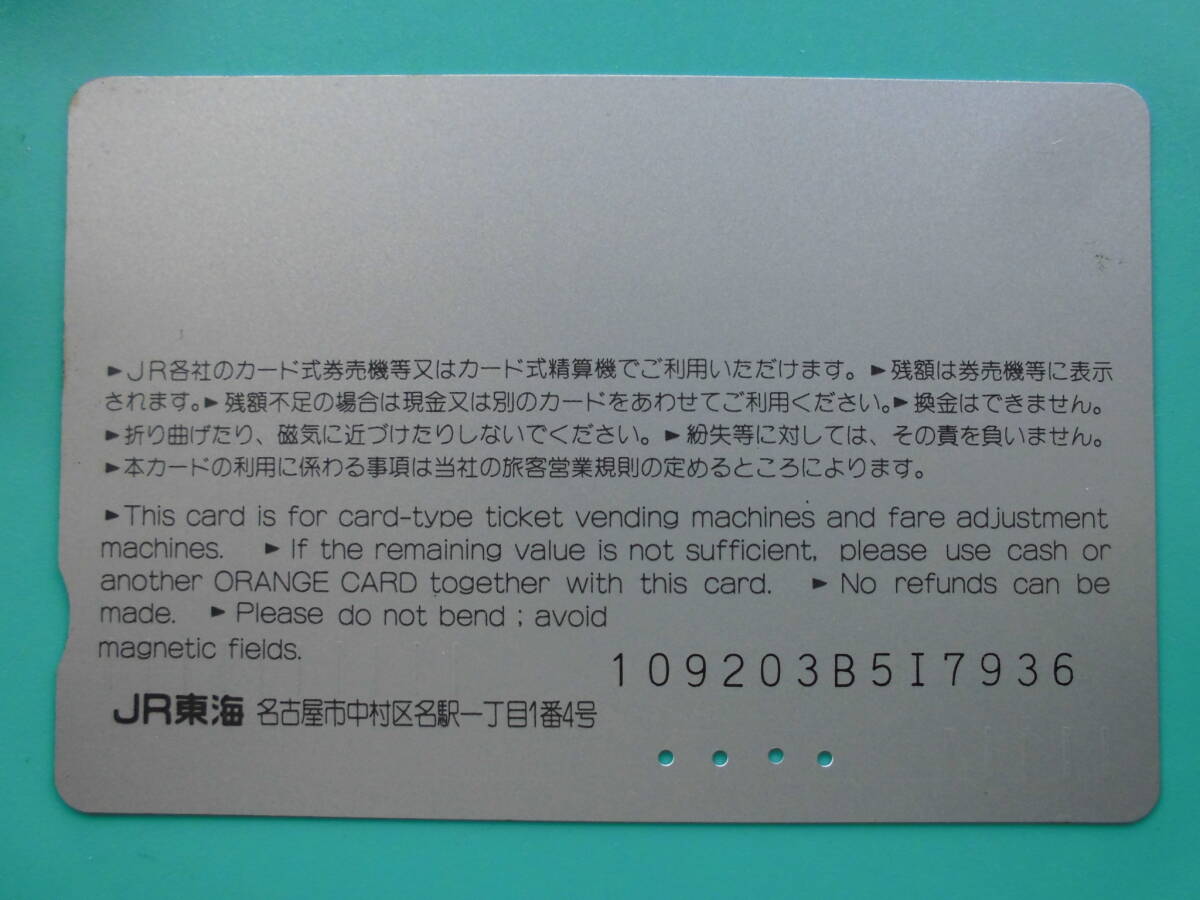 ►JR各社のカード式券売機等又はカード式精算機でご利用いただけます。►残額は券売機等に表示
されます。►残額不足の場合は現金又は別のカードをあわせてご利用ください。►換金はできません。
►折り曲げたり、磁気に近づけたりしないでください。►紛失等に対しては、その責を負いません。
►本カードの利用に係わる事項は当社の旅客営業規則の定めるところによります。
►This card is for card-type ticket vending machines and fare adjustment
machines. ►If the remaining value is not sufficient, please use cash or
another ORANGE CARD together with this card. ►No refunds can be
made. ►Please do not bend ; avoid
magnetic fields.
109203B5I7936
JR東海 名古屋市中村区名駅一丁目1番4号